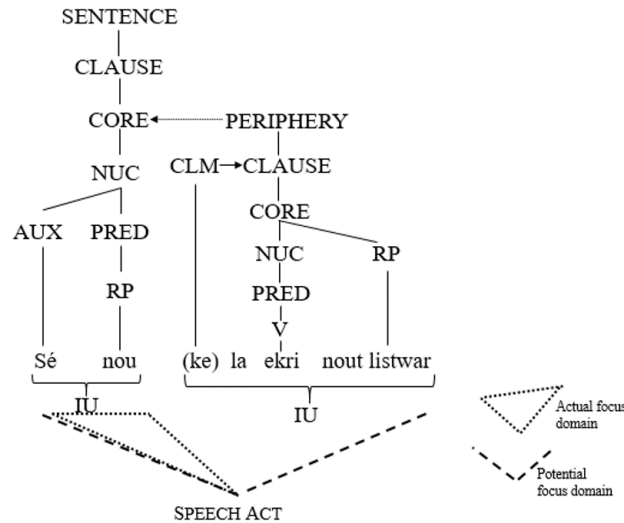 SENTENCE
CLAUSE
CORE PERIPHERY
NUC CLM CLAUSE
CORE
AUX PRED NUC RP
RP PRED
V
Sé nou (ke) la ekri nout listwar
IU IU
Actual focus
domain
Potential
focus domain
SPEECH ACT